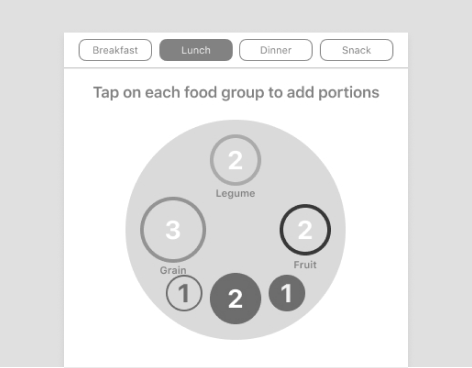 Breakfast Lunch Dinner Snack
Tap on each food group to add portions
2
Legume
3 2
Grain Fruit
1 2 1